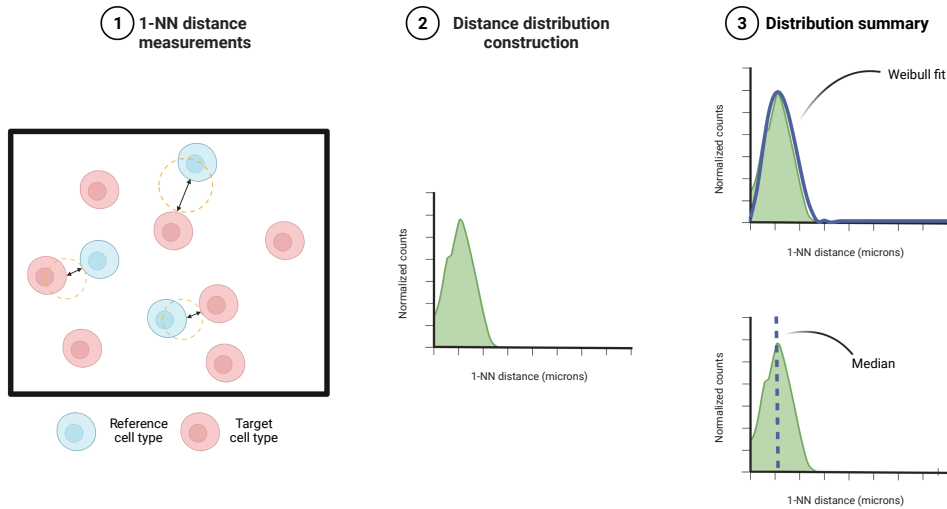 1
1-NN distance
measurements
Reference
cell type
Target
cell type
2
Distance distribution
construction
Normalized counts
1-NN distance (microns)
3
Distribution summary
Weibull fit
Normalized counts
1-NN distance (microns)
Median
Normalized counts
1-NN distance (microns)